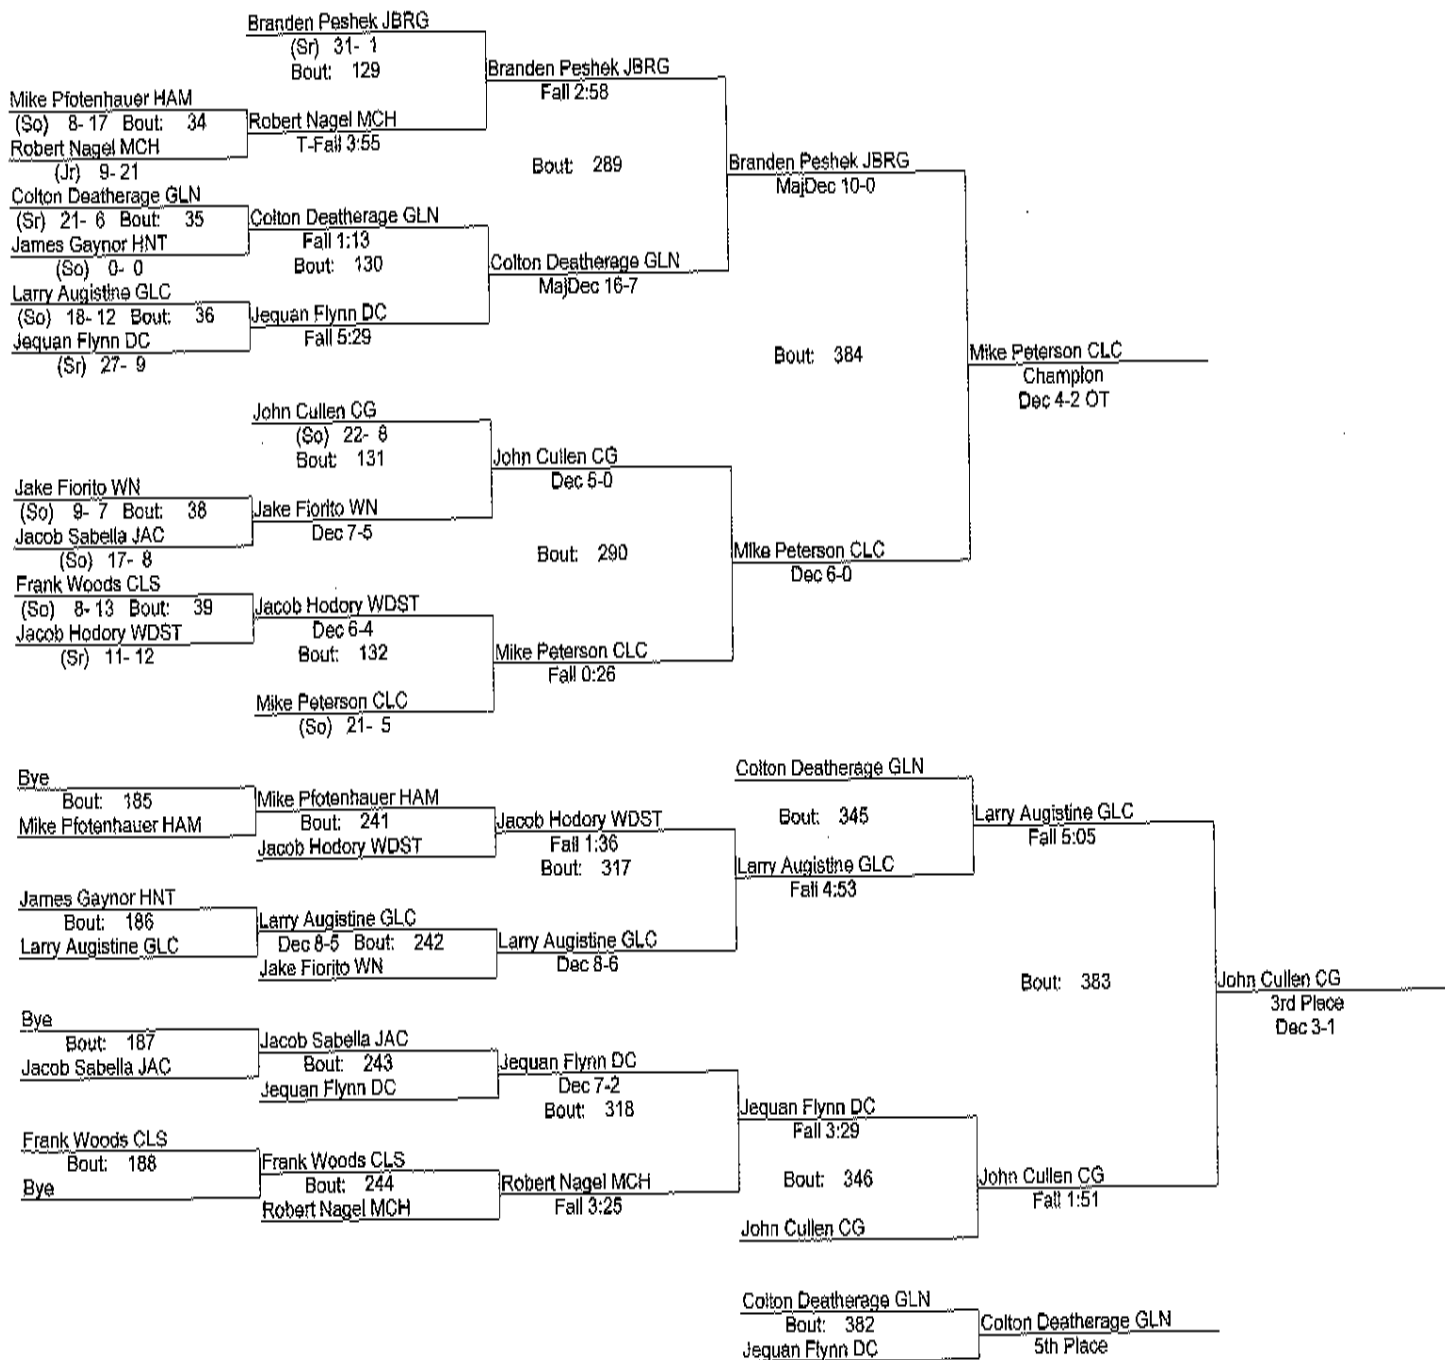 Branden Peshek JBRG
(Sr) 31- 1
Bout: 129
Mike Pfotenhauer HAM
(So) 8- 17 Bout: 34
Robert Nagel MCH
(Jr) 9- 21
Robert Nagel MCH
T-Fall 3:55
Branden Peshek JBRG
Fall 2:58
Colton Deatherage GLN
(Sr) 21- 6 Bout: 35
James Gaynor HNT
(So) 0- 0
Colton Deatherage GLN
Fall 1:13
Bout: 130
Larry Augistine GLC
(So) 18- 12 Bout: 36
Jequan Flynn DC
(Sr) 27- 9
Jequan Flynn DC
Fall 5:29
Colton Deatherage GLN
MajDec 16-7
Bout: 289
Branden Peshek JBRG
MajDec 10-0
Bout: 384
Mike Peterson CLC
Champion
Dec 4-2 OT
John Cullen CG
(So) 22- 8
Bout: 131
Jake Fiorito WN
(So) 9- 7 Bout: 38
Jacob Sabella JAC
(So) 17- 8
Jake Fiorito WN
Dec 7-5
John Cullen CG
Dec 5-0
Frank Woods CLS
(So) 8- 13 Bout: 39
Jacob Hodory WDST
(Sr) 11- 12
Jacob Hodory WDST
Dec 6-4
Bout: 132
Mike Peterson CLC
(So) 21- 5
Mike Peterson CLC
Fall 0:26
Bout: 290
Mike Peterson CLC
Dec 6-0
Bye
Bout: 185
Mike Pfotenhauer HAM
Mike Pfotenhauer HAM
Bout: 241
Jacob Hodory WDST
Jacob Hodory WDST
Fall 1:36
Bout: 317
James Gaynor HNT
Bout: 186
Larry Augistine GLC
Larry Augistine GLC
Dec 8-5 Bout: 242
Jake Fiorito WN
Larry Augistine GLC
Dec 8-6
Colton Deatherage GLN
Bout: 345
Larry Augistine GLC
Fall 4:53
Larry Augistine GLC
Fall 5:05
Bout: 383
John Cullen CG
3rd Place
Dec 3-1
Bye
Bout: 187
Jacob Sabella JAC
Jacob Sabella JAC
Bout: 243
Jequan Flynn DC
Jequan Flynn DC
Dec 7-2
Bout: 318
Frank Woods CLS
Bout: 188
Bye
Frank Woods CLS
Bout: 244
Robert Nagel MCH
Robert Nagel MCH
Fall 3:25
Jequan Flynn DC
Fall 3:29
Bout: 346
John Cullen CG
John Cullen CG
Fall 1:51
Colton Deatherage GLN
Bout: 382
Jequan Flynn DC
Colton Deatherage GLN
5th Place